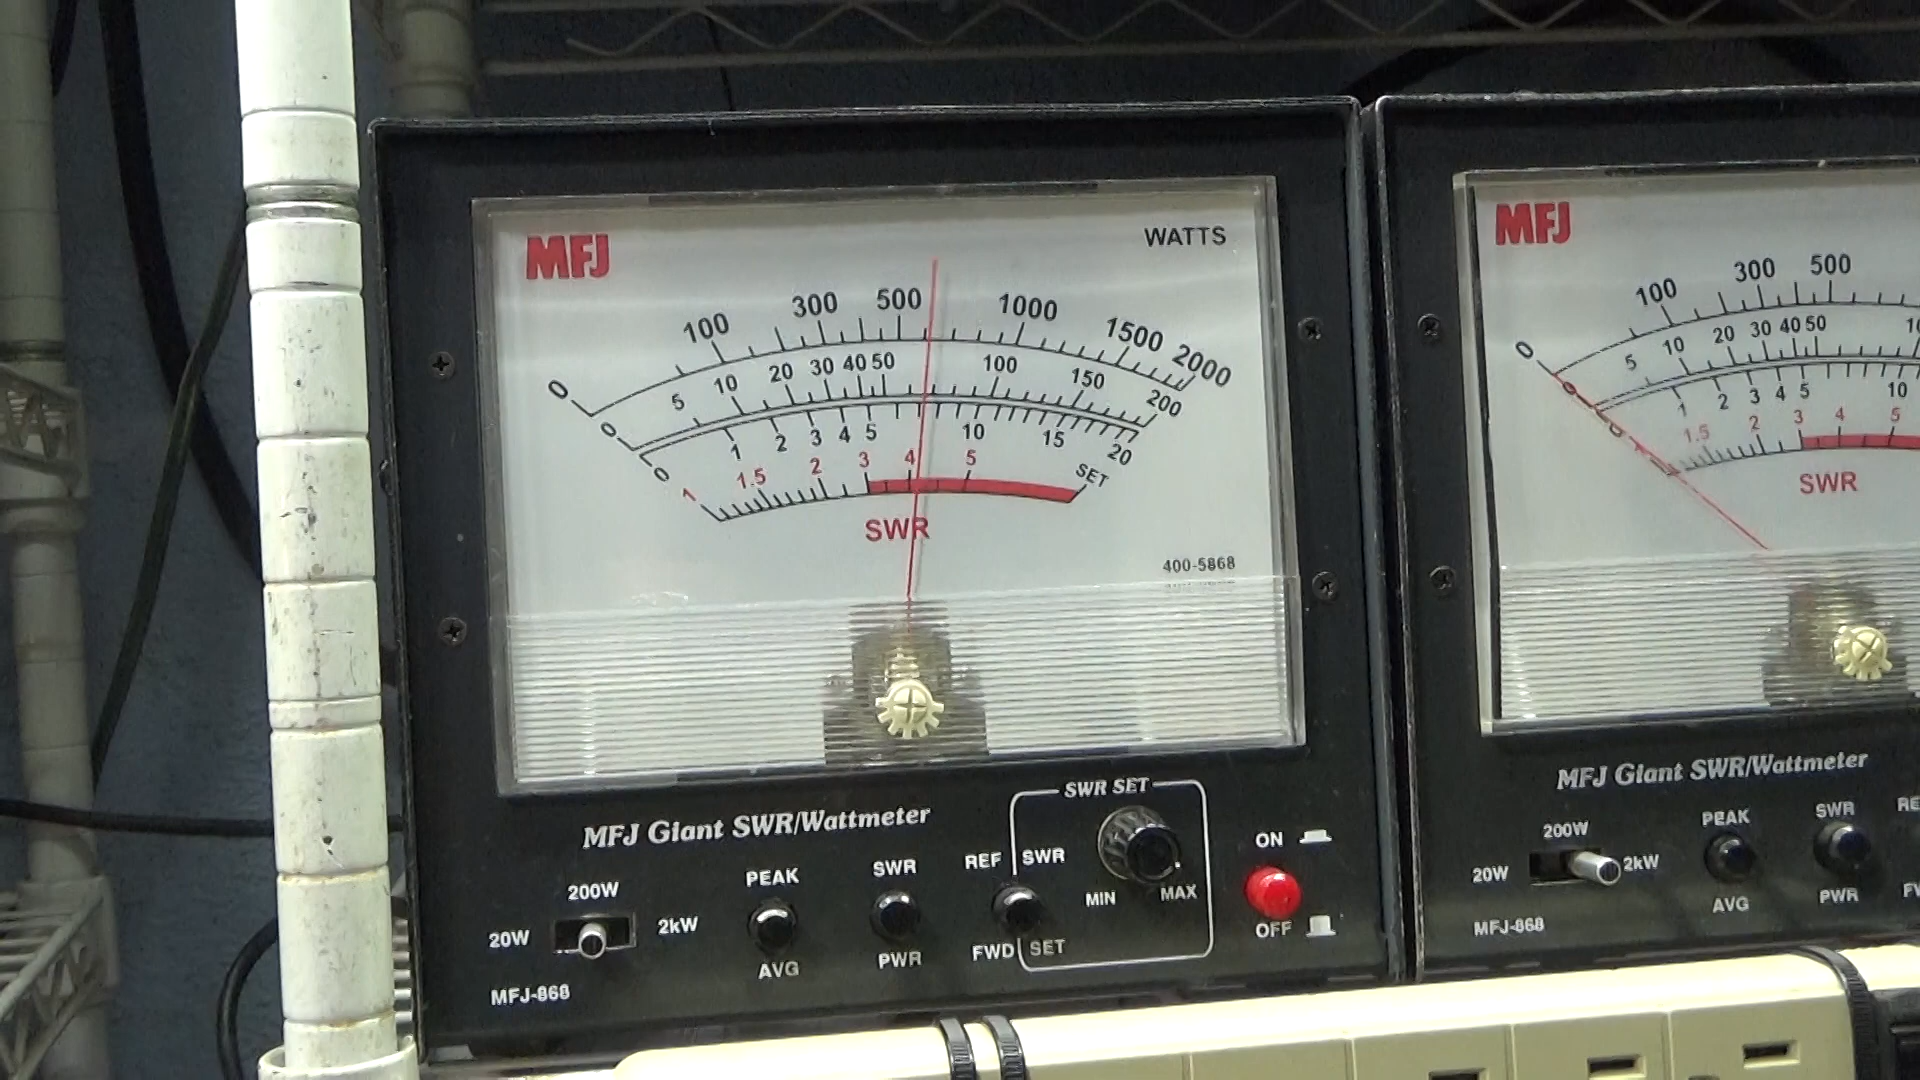 MFJ
WATTS
0 100 300 500 1000 1500 2000
0 5 10 20 30 40 50 100 150 200
0 1 2 3 4 5 10 15 20
1 1.5 2 3 4 5 SET
SWR
400-5868
MFJ Giant SWR/Wattmeter
SWR SET
MIN MAX
ON
OFF
20W 200W 2kW
PEAK
AVG
SWR
PWR
REF SWR
FWD SET
MFJ-868
MFJ
0 100 300 500
0 5 10 20 30 40 50
0 1 2 3 4 5 10
1.5 2 3 4 5
SWR
MFJ Giant SWR/Wattmeter
20W 200W 2kW
PEAK
AVG
SWR
PWR
MFJ-868